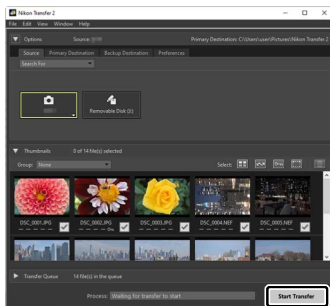 Nikon Transfer 2
File Edit View Window Help
Options Source: Primary Destination: C:\Users\user\Pictures\Nikon Transfer 2
Source Primary Destination Backup Destination Preferences
Search For
Removable Disk (I:)
Thumbnails 0 of 14 file(s) selected
Group: None Select:
DSC_0001.JPG DSC_0002.JPG DSC_0003.JPG DSC_0004.NEF DSC_0005.NEF
Transfer Queue 14 file(s) in the queue
Process: Waiting for transfer to start Start Transfer